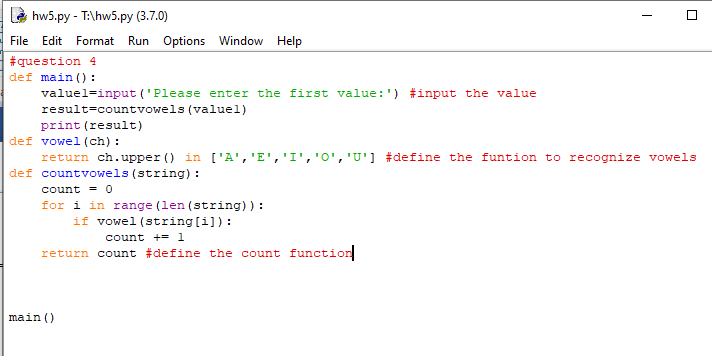 hw5.py - T:\hw5.py (3.7.0)
File Edit Format Run Options Window Help
#question 4
def main():
    value1=input('Please enter the first value:') #input the value
    result=countvowels(value1)
    print(result)
def vowel(ch):
    return ch.upper() in ['A','E','I','O','U'] #define the funtion to recognize vowels
def countvowels(string):
    count = 0
    for i in range(len(string)):
        if vowel(string[i]):
            count += 1
    return count #define the count function
main()